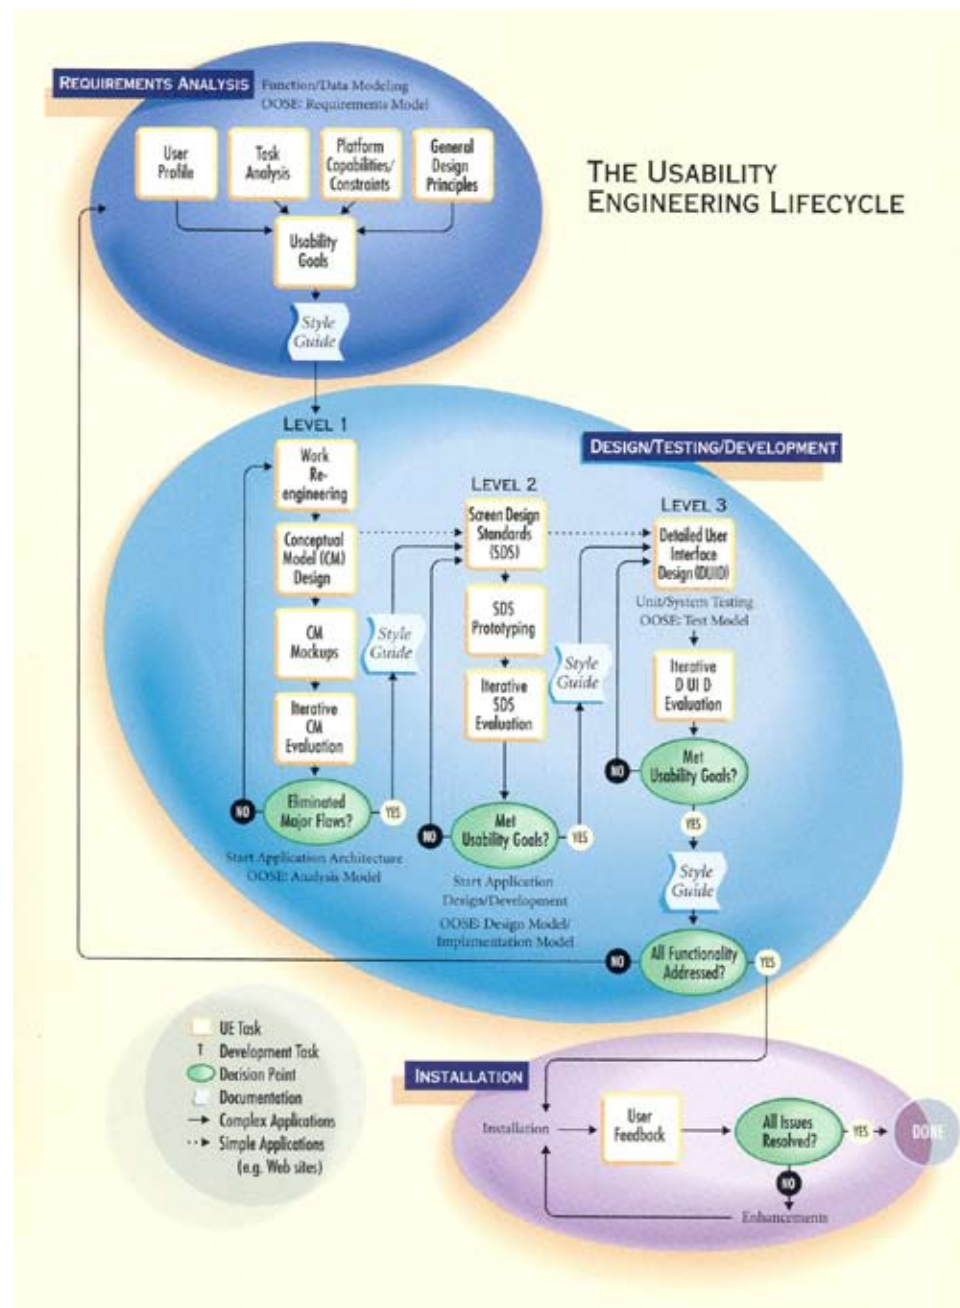 REQUIREMENTS ANALYSIS
Function/Data Modeling
OOSE: Requirements Model
User
Profile
Task
Analysis
Platform
Capabilities/
Constraints
General
Design
Principles
THE USABILITY
ENGINEERING LIFECYCLE
Usability
Goals
Style
Guide
DESIGN/TESTING/DEVELOPMENT
LEVEL 1
Work
Re-
engineering
Conceptual
Model (CM)
Design
CM
Mockups
Iterative
CM
Evaluation
NO
Eliminated
Major Flaws?
YES
Start Application Architecture
OOSE: Analysis Model
Style
Guide
LEVEL 2
Screen Design
Standards
(SDS)
SDS
Prototyping
Iterative
SDS
Evaluation
NO
Met
Usability Goals?
YES
Start Application
Design/Development
OOSE: Design Model/
Implementation Model
Style
Guide
LEVEL 3
Detailed User
Interface
Design (DUID)
Unit/System Testing
OOSE: Test Model
Iterative
D UI D
Evaluation
NO
Met
Usability Goals?
YES
Style
Guide
NO
All Functionality
Addressed?
YES
UE Task
T Development Task
Decision Point
Documentation
Complex Applications
Simple Applications
(e.g. Web sites)
INSTALLATION
Installation
User
Feedback
All Issues
Resolved?
YES
DONE
NO
Enhancements